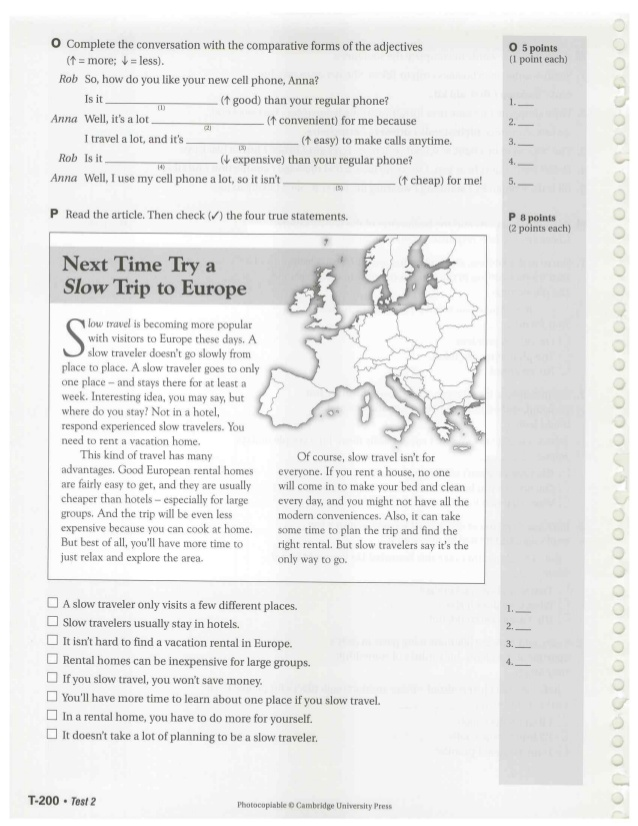 O Complete the conversation with the comparative forms of the adjectives
(↑ = more; ↓ = less).
Rob So, how do you like your new cell phone, Anna?
Is it ____________________ (↑ good) than your regular phone?
(1)
Anna Well, it's a lot ____________________ (↑ convenient) for me because
(2)
I travel a lot, and it's ____________________ (↑ easy) to make calls anytime.
(3)
Rob Is it ____________________ (↓ expensive) than your regular phone?
(4)
Anna Well, I use my cell phone a lot, so it isn't ____________________ (↑ cheap) for me!
(5)
O 5 points
(1 point each)
1. ___
2. ___
3. ___
4. ___
5. ___
P Read the article. Then check (✓) the four true statements.
P 8 points
(2 points each)
Next Time Try a
Slow Trip to Europe
Slow travel is becoming more popular
with visitors to Europe these days. A
slow traveler doesn't go slowly from
place to place. A slow traveler goes to only
one place – and stays there for at least a
week. Interesting idea, you may say, but
where do you stay? Not in a hotel,
respond experienced slow travelers. You
need to rent a vacation home.
This kind of travel has many
advantages. Good European rental homes
are fairly easy to get, and they are usually
cheaper than hotels – especially for large
groups. And the trip will be even less
expensive because you can cook at home.
But best of all, you'll have more time to
just relax and explore the area.
Of course, slow travel isn't for
everyone. If you rent a house, no one
will come in to make your bed and clean
every day, and you might not have all the
modern conveniences. Also, it can take
some time to plan the trip and find the
right rental. But slow travelers say it's the
only way to go.
☐ A slow traveler only visits a few different places.
☐ Slow travelers usually stay in hotels.
☐ It isn't hard to find a vacation rental in Europe.
☐ Rental homes can be inexpensive for large groups.
☐ If you slow travel, you won't save money.
☐ You'll have more time to learn about one place if you slow travel.
☐ In a rental home, you have to do more for yourself.
☐ It doesn't take a lot of planning to be a slow traveler.
1. ___
2. ___
3. ___
4. ___
T-200 • Test 2
Photocopiable © Cambridge University Press